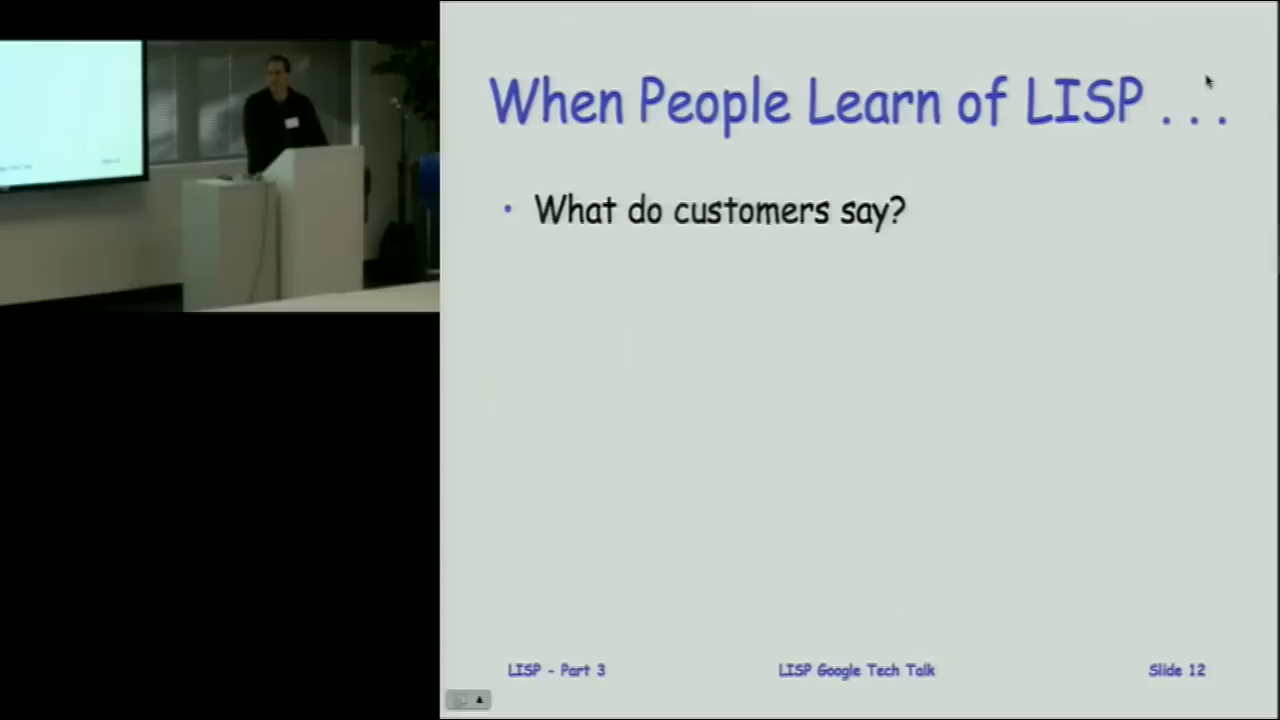 When People Learn of LISP . . .
• What do customers say?
LISP - Part 3
LISP Google Tech Talk
Slide 12